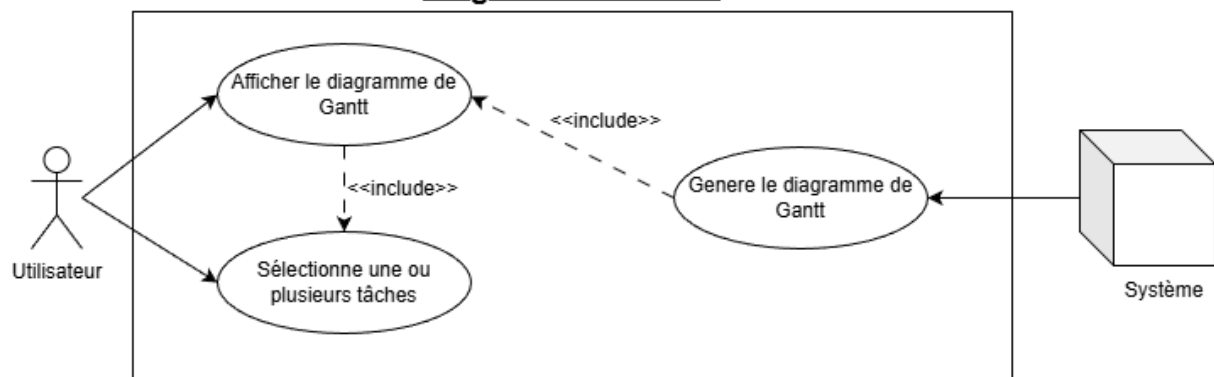 Afficher le diagramme de
Gantt
<<include>>
<<include>>
Genere le diagramme de
Gantt
Utilisateur
Sélectionne une ou
plusieurs tâches
Système